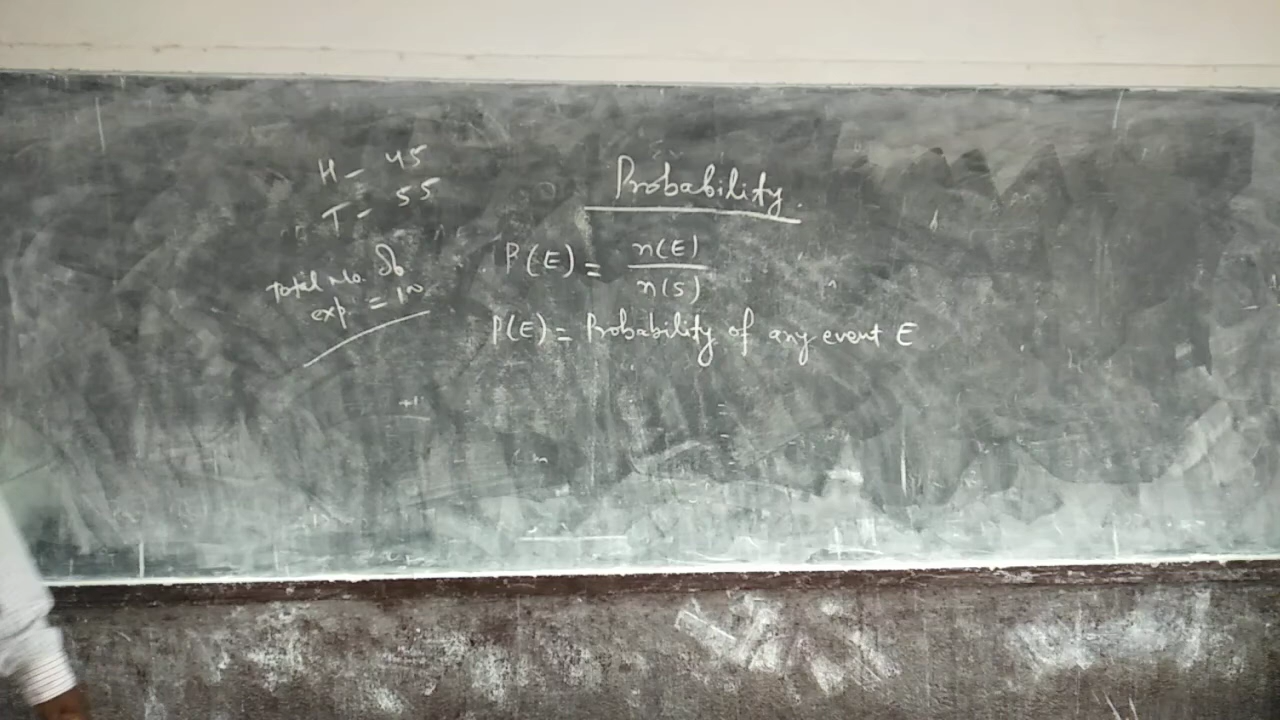 H - 45
T - 55
Total No. of
exp. = 100
Probability.
P(E) = n(E)/n(S)
P(E) = Probability of any event E